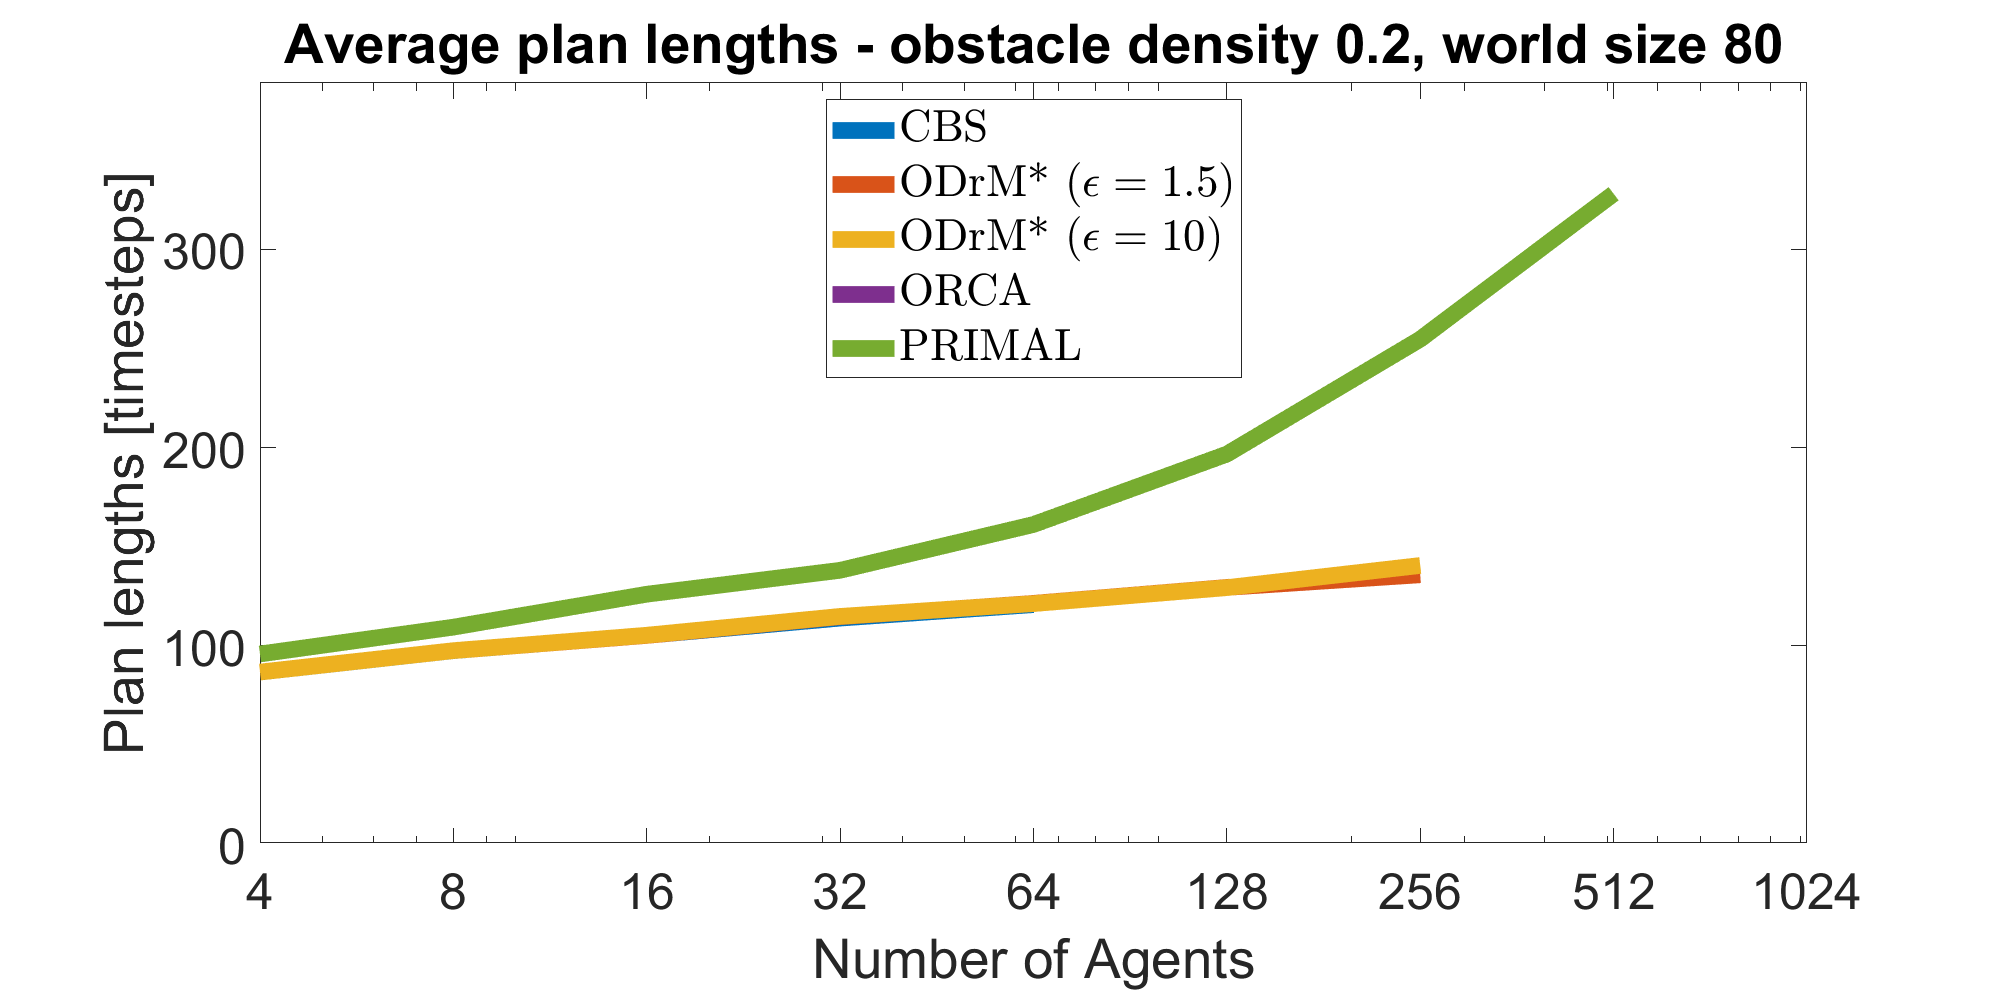 Average plan lengths - obstacle density 0.2, world size 80
CBS
ODrM* (ϵ = 1.5)
ODrM* (ϵ = 10)
ORCA
PRIMAL
Plan lengths [timesteps]
300
200
100
0
4 8 16 32 64 128 256 512 1024
Number of Agents